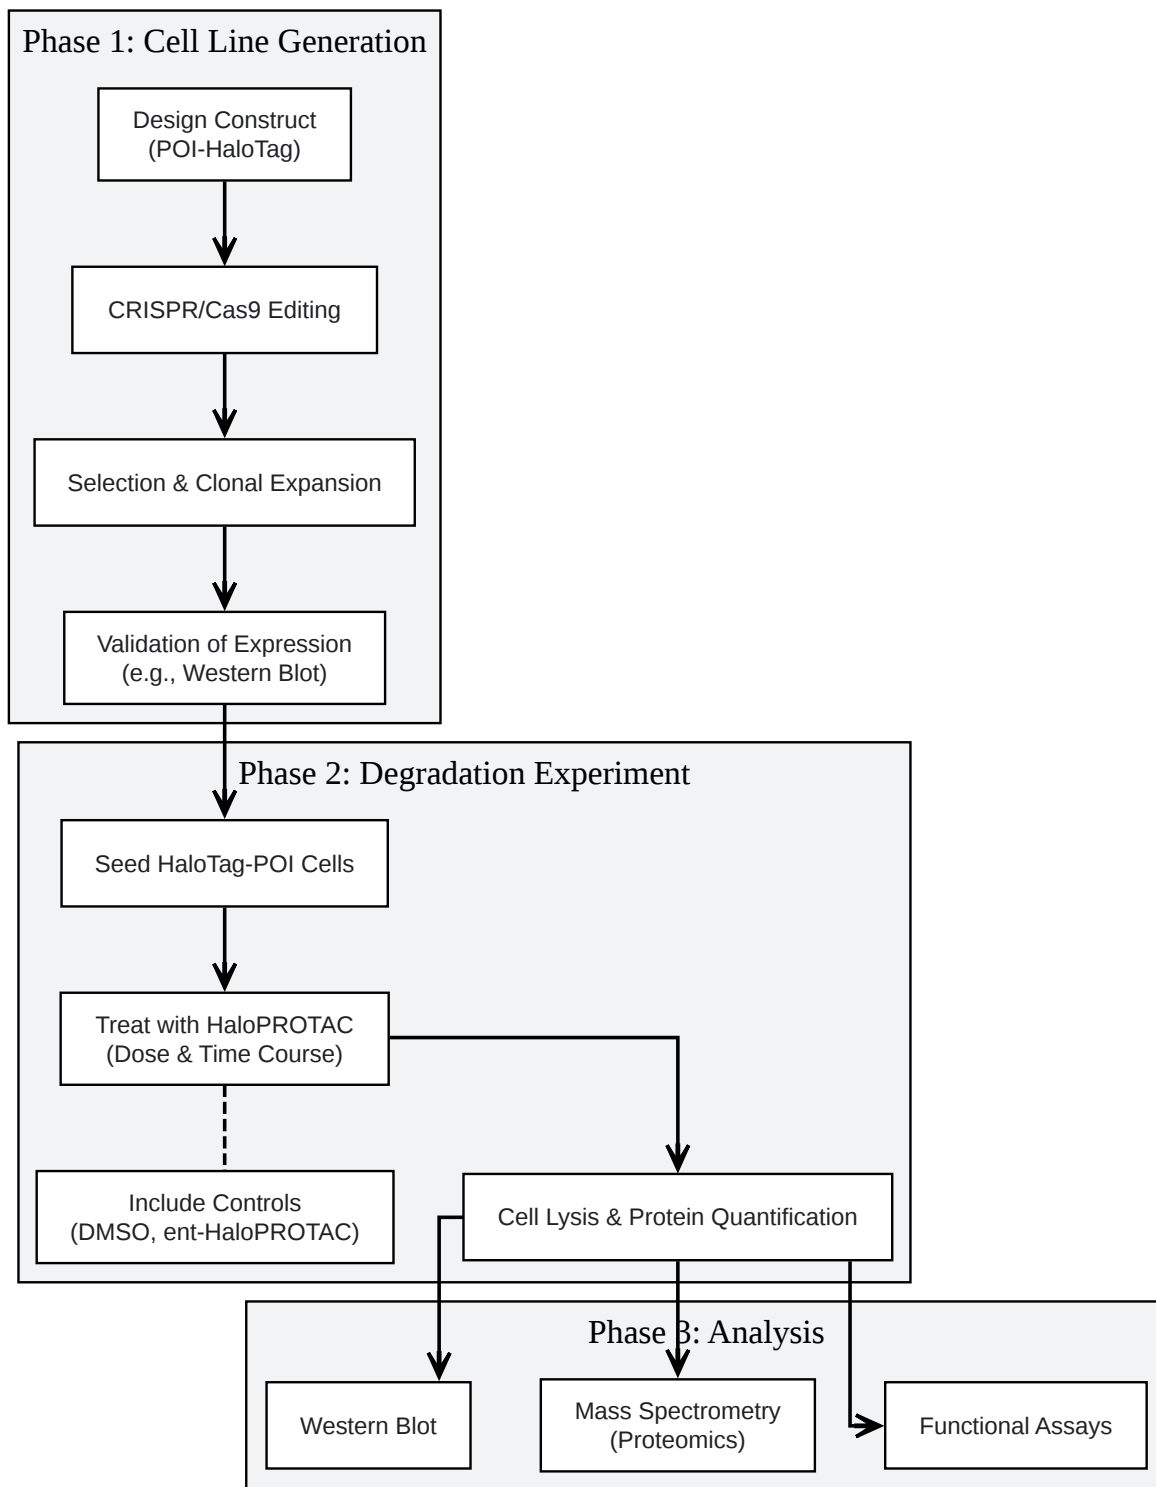 Phase 1: Cell Line Generation
Design Construct
(POI-HaloTag)
CRISPR/Cas9 Editing
Selection & Clonal Expansion
Validation of Expression
(e.g., Western Blot)
Phase 2: Degradation Experiment
Seed HaloTag-POI Cells
Treat with HaloPROTAC
(Dose & Time Course)
Include Controls
(DMSO, ent-HaloPROTAC)
Cell Lysis & Protein Quantification
Phase 3: Analysis
Western Blot
Mass Spectrometry
(Proteomics)
Functional Assays